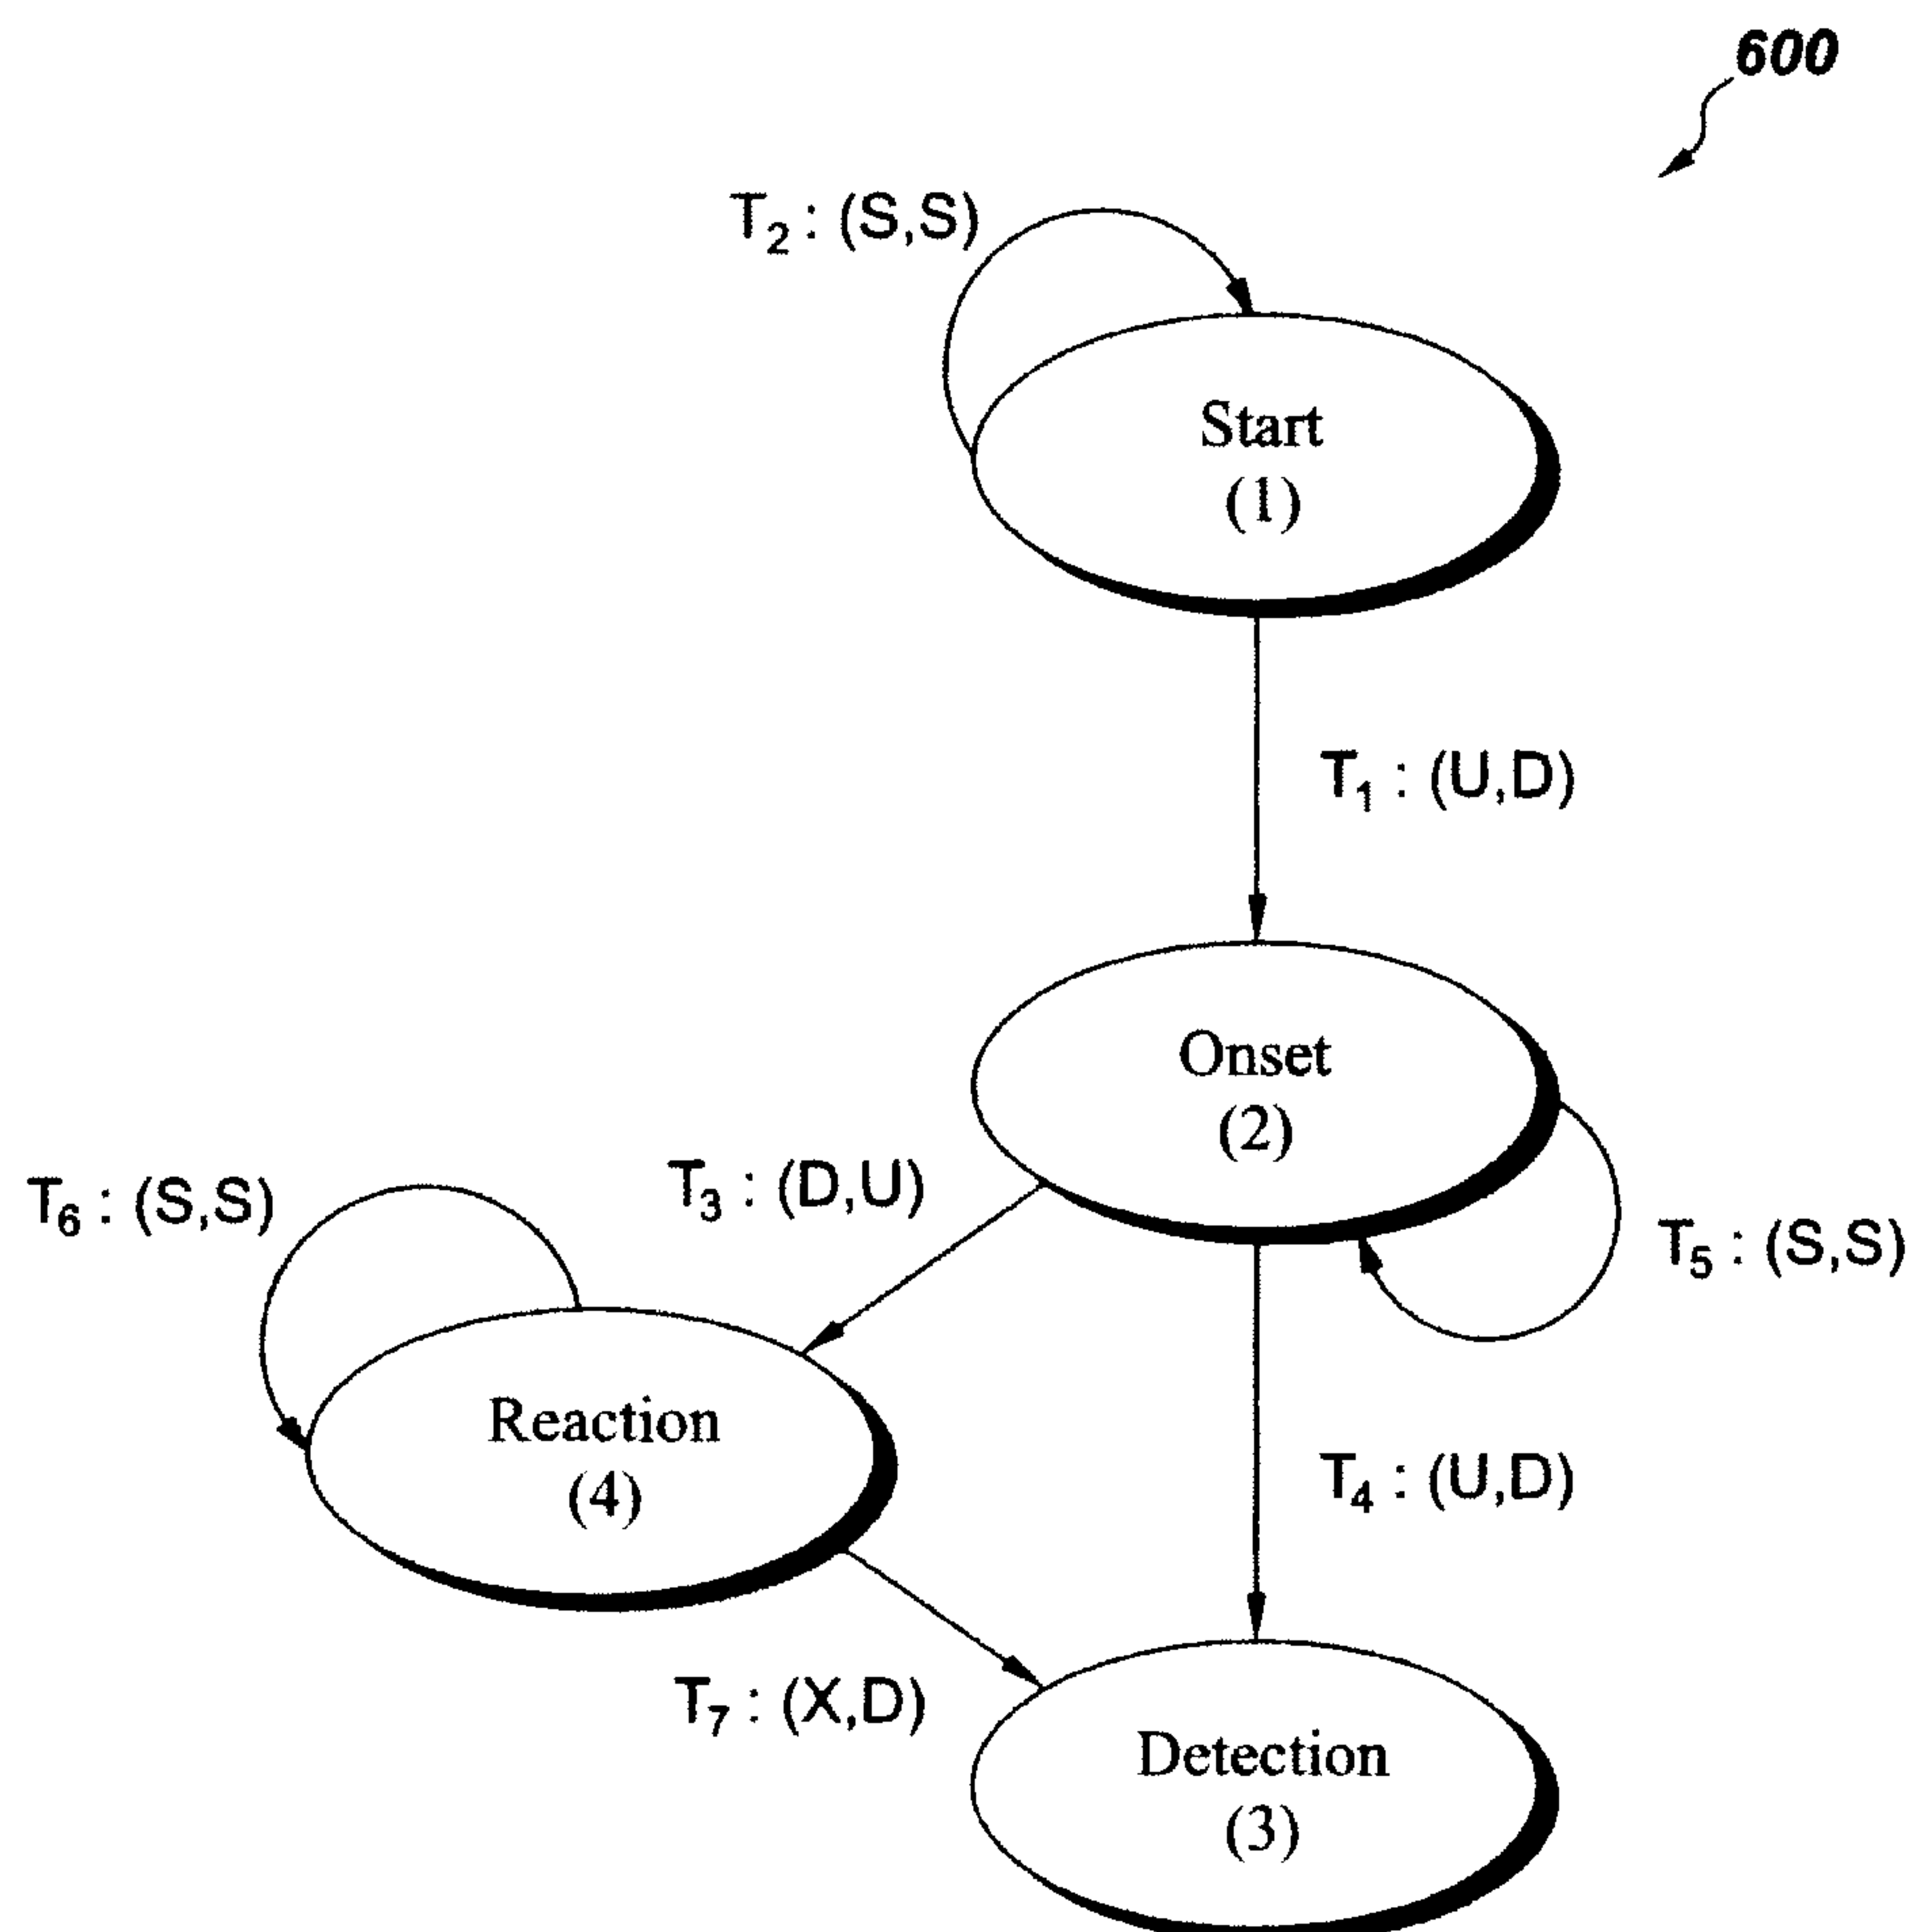 600
T2 : (S,S)
Start
(1)
T1 : (U,D)
Onset
(2)
T3 : (D,U)
T6 : (S,S)
T5 : (S,S)
Reaction
(4)
T4 : (U,D)
T7 : (X,D)
Detection
(3)